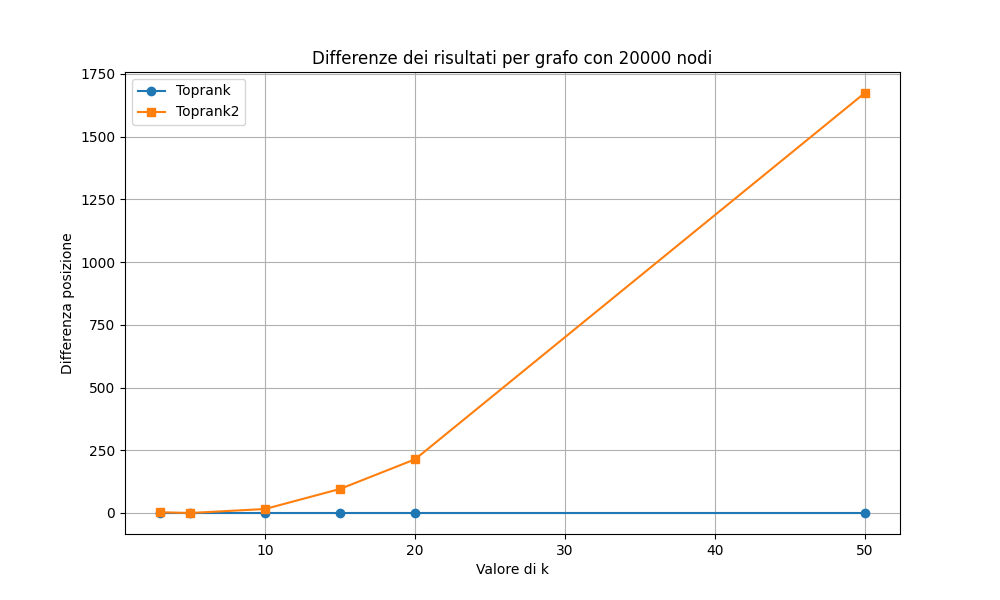 Differenze dei risultati per grafo con 20000 nodi
Toprank
Toprank2
Differenza posizione
1750
1500
1250
1000
750
500
250
0
10 20 30 40 50
Valore di k